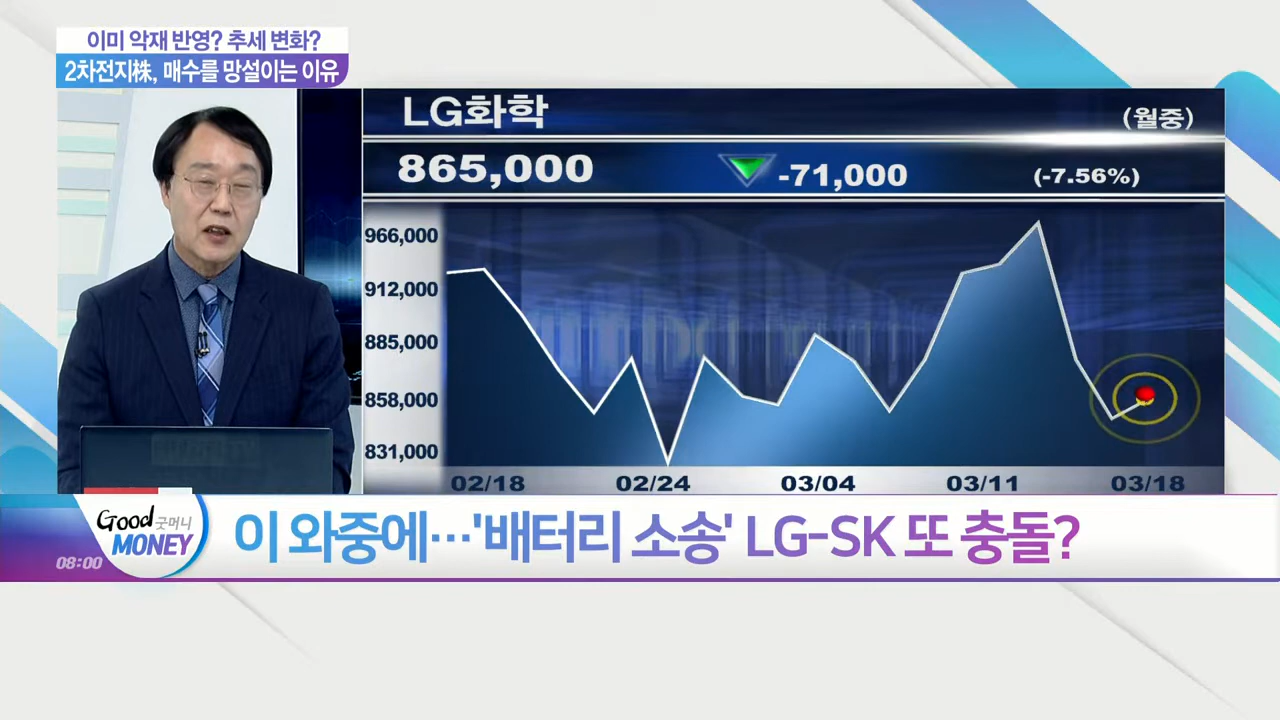 이미 악재 반영? 추세 변화?
2차전지株, 매수를 망설이는 이유
LG화학
(월중)
865,000
-71,000
(-7.56%)
966,000
912,000
885,000
858,000
831,000
02/18
02/24
03/04
03/11
03/18
Good 굿머니
MONEY
08:00
이 와중에…'배터리 소송' LG-SK 또 충돌?